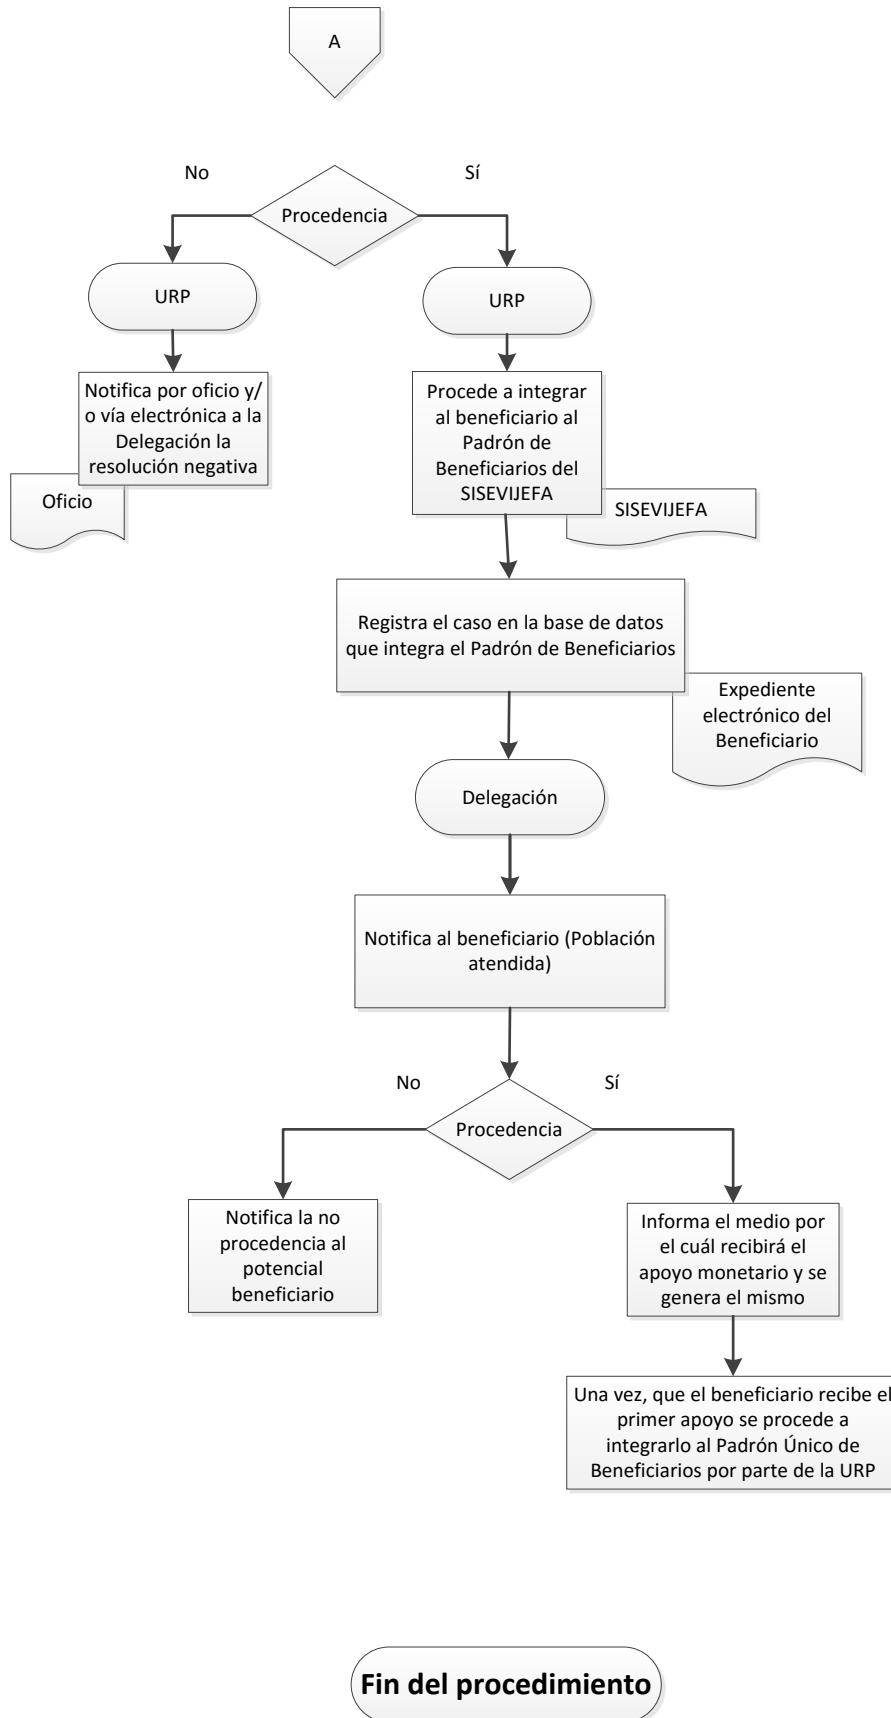 A
No
Sí
Procedencia
URP
URP
Notifica por oficio y/
o vía electrónica a la
Delegación la
resolución negativa
Oficio
Procede a integrar
al beneficiario al
Padrón de
Beneficiarios del
SISEVIJEFA
SISEVIJEFA
Registra el caso en la base de datos
que integra el Padrón de Beneficiarios
Expediente
electrónico del
Beneficiario
Delegación
Notifica al beneficiario (Población
atendida)
No
Sí
Procedencia
Notifica la no
procedencia al
potencial
beneficiario
Informa el medio por
el cuál recibirá el
apoyo monetario y se
genera el mismo
Una vez, que el beneficiario recibe el
primer apoyo se procede a
integrarlo al Padrón Único de
Beneficiarios por parte de la URP
Fin del procedimiento